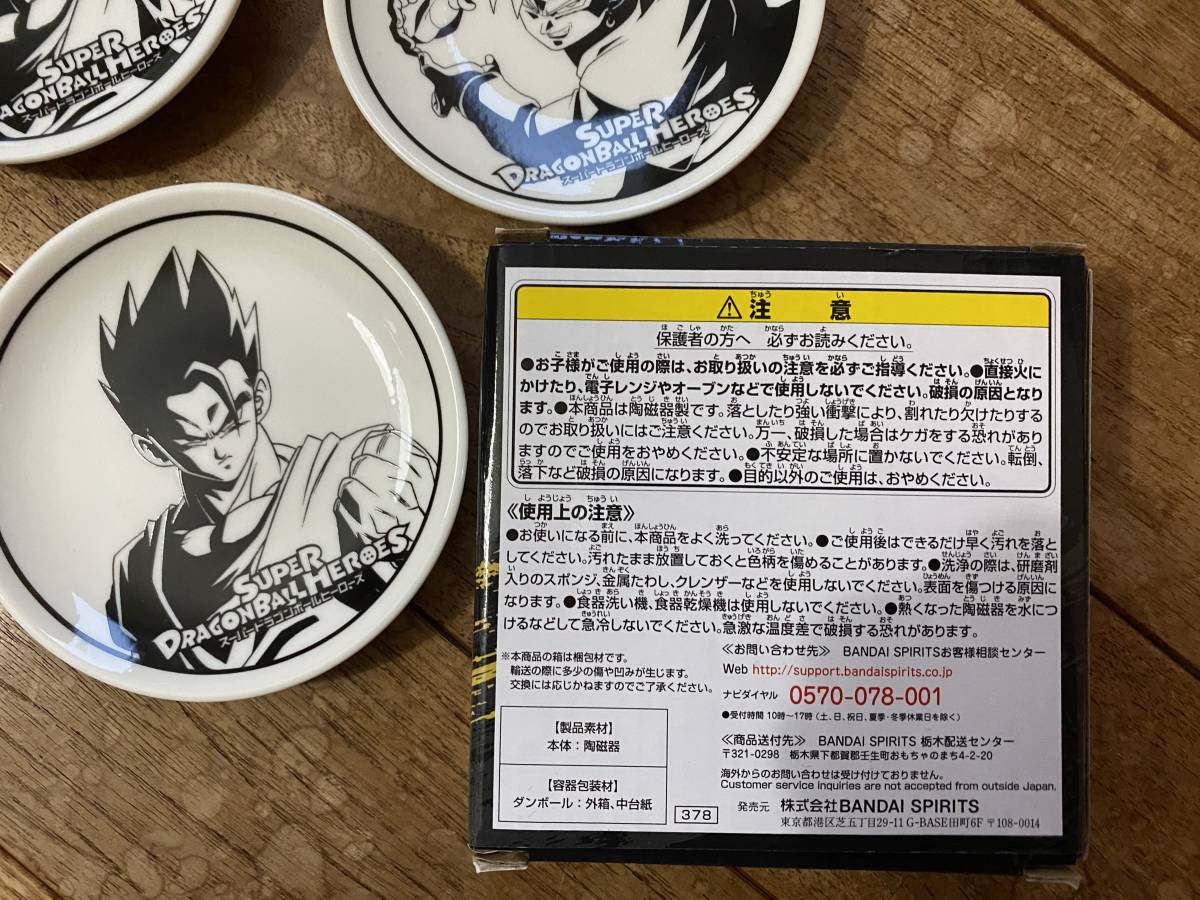 SUPER
DRAGONBALL HEROES
スーパードラゴンボールヒーローズ
SUPER
DRAGONBALL HEROES
スーパードラゴンボールヒーローズ
SUPER
DRAGONBALL HEROES
スーパードラゴンボールヒーローズ
⚠注意
保護者の方へ 必ずお読みください。
●お子様がご使用の際は、お取り扱いの注意を必ずご指導ください。●直接火に
かけたり、電子レンジやオーブンなどで使用しないでください。破損の原因となり
ます。●本商品は陶磁器製です。落としたり強い衝撃により、割れたり欠けたりする
のでお取り扱いにはご注意ください。万一、破損した場合はケガをする恐れがあり
ますのでご使用をおやめください。●不安定な場所に置かないでください。転倒、
落下など破損の原因になります。●目的以外のご使用は、おやめください。
《使用上の注意》
●お使いになる前に、本商品をよく洗ってください。●ご使用後はできるだけ早く汚れを落と
してください。汚れたまま放置しておくと色柄を傷めることがあります。●洗浄の際は、研磨剤
入りのスポンジ、金属たわし、クレンザーなどを使用しないでください。表面を傷つける原因に
なります。●食器洗い機、食器乾燥機は使用しないでください。●熱くなった陶磁器を水につ
けるなどして急冷しないでください。急激な温度差で破損する恐れがあります。
※本商品の箱は梱包材です。
輸送の際に多少の傷や凹みが生じます。
交換には応じかねますのでご了承ください。
【製品素材】
本体:陶磁器
【容器包装材】
ダンボール:外箱、中台紙
378
≪お問い合わせ先≫ BANDAI SPIRITSお客様相談センター
Web http://support.bandaispirits.co.jp
ナビダイヤル 0570-078-001
●受付時間 10時~17時(土、日、祝日、夏季・冬季休業日を除く)
≪商品送付先≫ BANDAI SPIRITS 栃木配送センター
〒321-0298 栃木県下都賀郡壬生町おもちゃのまち4-2-20
海外からのお問い合わせは受け付けておりません。
Customer service inquiries are not accepted from outside Japan.
発売元 株式会社BANDAI SPIRITS
東京都港区芝五丁目29-11 G-BASE田町6F 〒108-0014